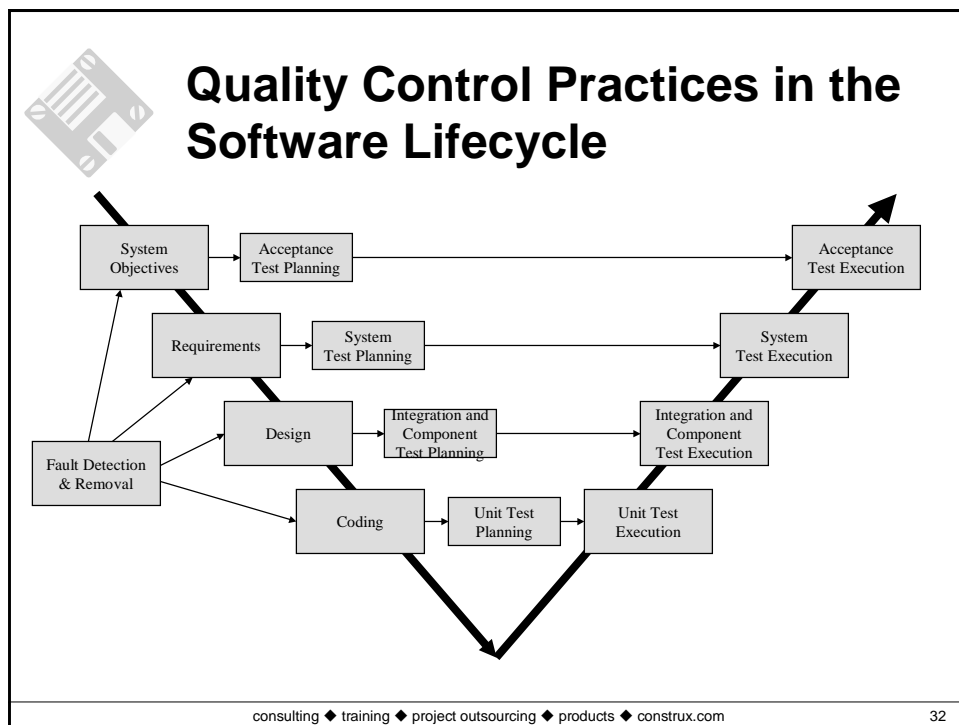 Quality Control Practices in the
Software Lifecycle
System
Objectives
Acceptance
Test Planning
Acceptance
Test Execution
Requirements
System
Test Planning
System
Test Execution
Design
Integration and
Component
Test Planning
Integration and
Component
Test Execution
Fault Detection
& Removal
Coding
Unit Test
Planning
Unit Test
Execution
consulting ◆ training ◆ project outsourcing ◆ products ◆ construx.com
32